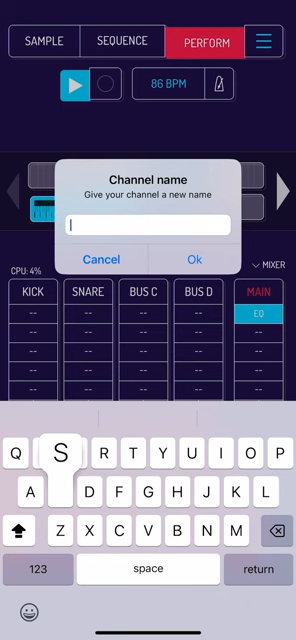 SAMPLE SEQUENCE PERFORM
86 BPM
Channel name
Give your channel a new name
Cancel Ok
CPU: 4% MIXER
KICK SNARE BUS C BUS D MAIN
-- -- -- -- EQ
-- -- -- -- --
-- -- -- -- --
-- -- -- -- --
-- -- -- -- --
Q S R T Y U I O P
A D F G H J K L
Z X C V B N M
123 space return